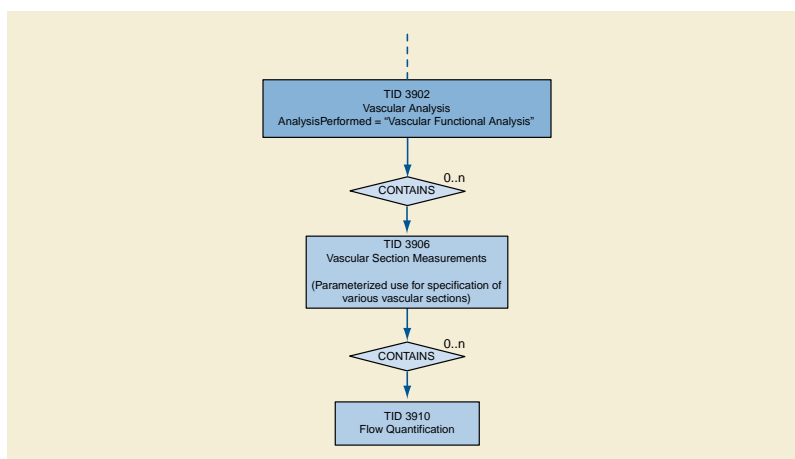 TID 3902
Vascular Analysis
AnalysisPerformed = “Vascular Functional Analysis”
0..n
CONTAINS
TID 3906
Vascular Section Measurements
(Parameterized use for specification of
various vascular sections)
0..n
CONTAINS
TID 3910
Flow Quantification